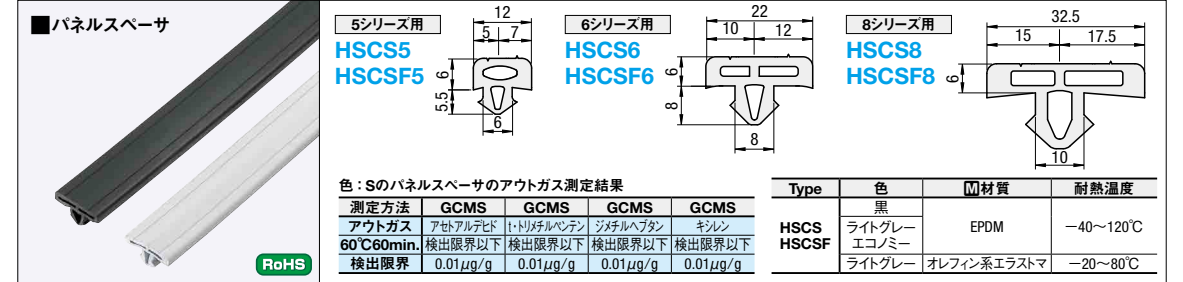 ■パネルスペーサ
RoHS
5シリーズ用
HSCS5
HSCSF5
12
5 7
6
5.5
6
6シリーズ用
HSCS6
HSCSF6
22
10 12
6
8
8
8シリーズ用
HSCS8
HSCSF8
32.5
15 17.5
6
10
色：Sのパネルスペーサのアウトガス測定結果
測定方法 GCMS GCMS GCMS GCMS
アウトガス アセトアルデヒド t・トリメチルペンテン ジメチルヘプタン キシレン
60℃60min. 検出限界以下 検出限界以下 検出限界以下 検出限界以下
検出限界 0.01μg/g 0.01μg/g 0.01μg/g 0.01μg/g
Type 色 M材質 耐熱温度
HSCS
HSCSF
黒
ライトグレー
エコノミー
EPDM −40〜120℃
ライトグレー オレフィン系エラストマ −20〜80℃